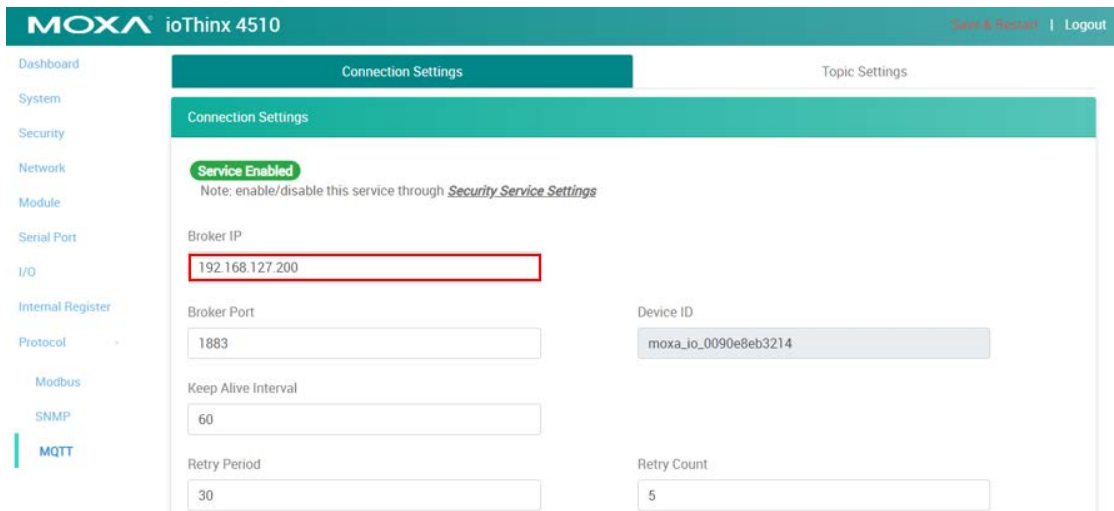 MOXA ioThinx 4510
Save & Restart | Logout
Dashboard
System
Security
Network
Module
Serial Port
I/O
Internal Register
Protocol
Modbus
SNMP
MQTT
Connection Settings
Topic Settings
Connection Settings
Service Enabled
Note: enable/disable this service through Security Service Settings
Broker IP
192.168.127.200
Broker Port
Device ID
1883
moxa_io_0090e8eb3214
Keep Alive Interval
60
Retry Period
Retry Count
30
5